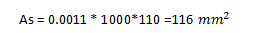 As = 0.0011 * 1000*110 =116 mm²